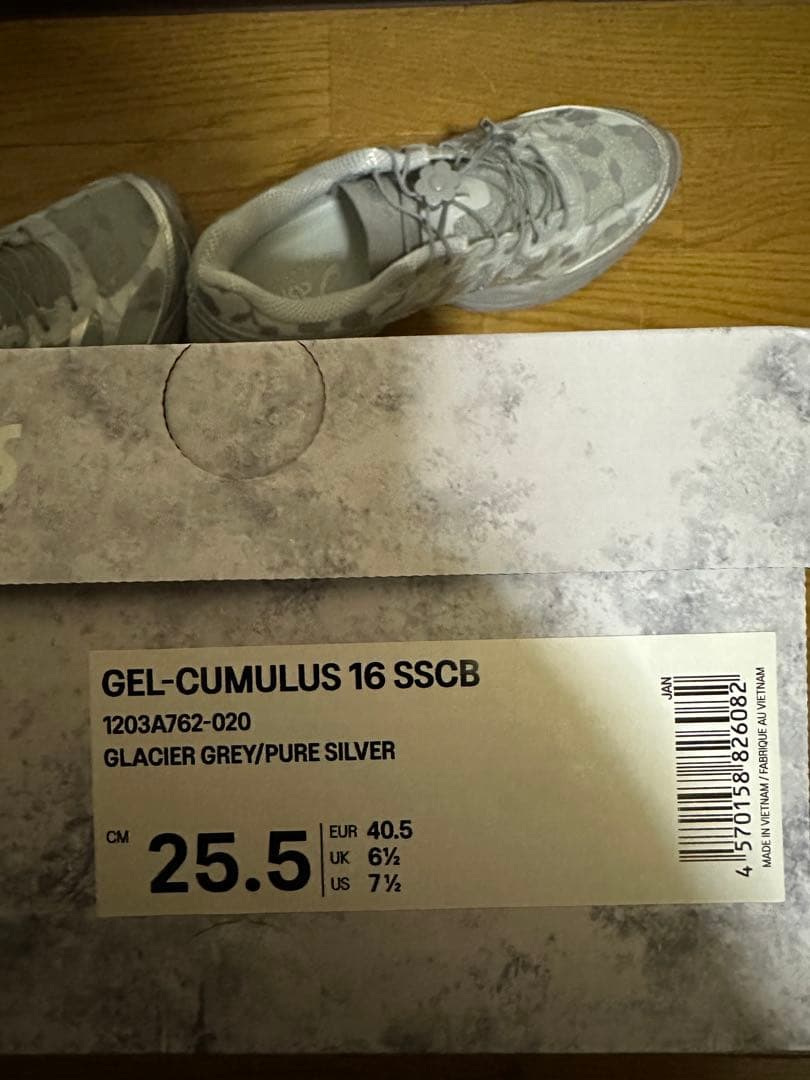 S
GEL-CUMULUS 16 SSCB
1203A762-020
GLACIER GREY/PURE SILVER
CM 25.5
EUR 40.5
UK 6½
US 7½
JAN
4 570158 826082
MADE IN VIETNAM / FABRIQUE AU VIETNAM